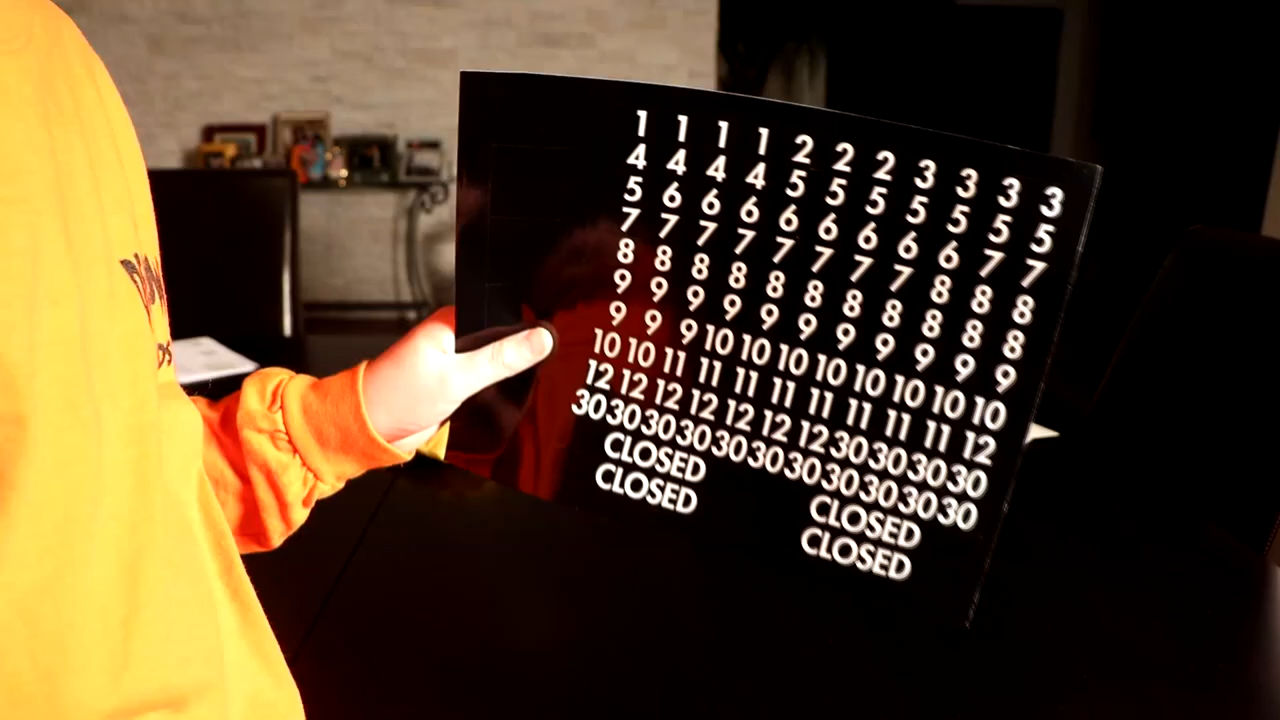 1 1 1 1 2 2 2 3 3 3 3
4 4 4 4 5 5 5 5 5 5 5
5 6 6 6 6 6 6 6 6 7 7
7 7 7 7 7 7 7 7 8 8 8
8 8 8 8 8 8 8 8 8 8 8
9 9 9 9 9 9 9 9 9 9 9
9 9 9 10 10 10 10 10 10 10 10
10 10 11 11 11 11 11 11 11 11 12
12 12 12 12 12 12 12 30 30 30 30
30 30 30 30 30 30 30 30 30 30 30
CLOSED CLOSED
CLOSED CLOSED